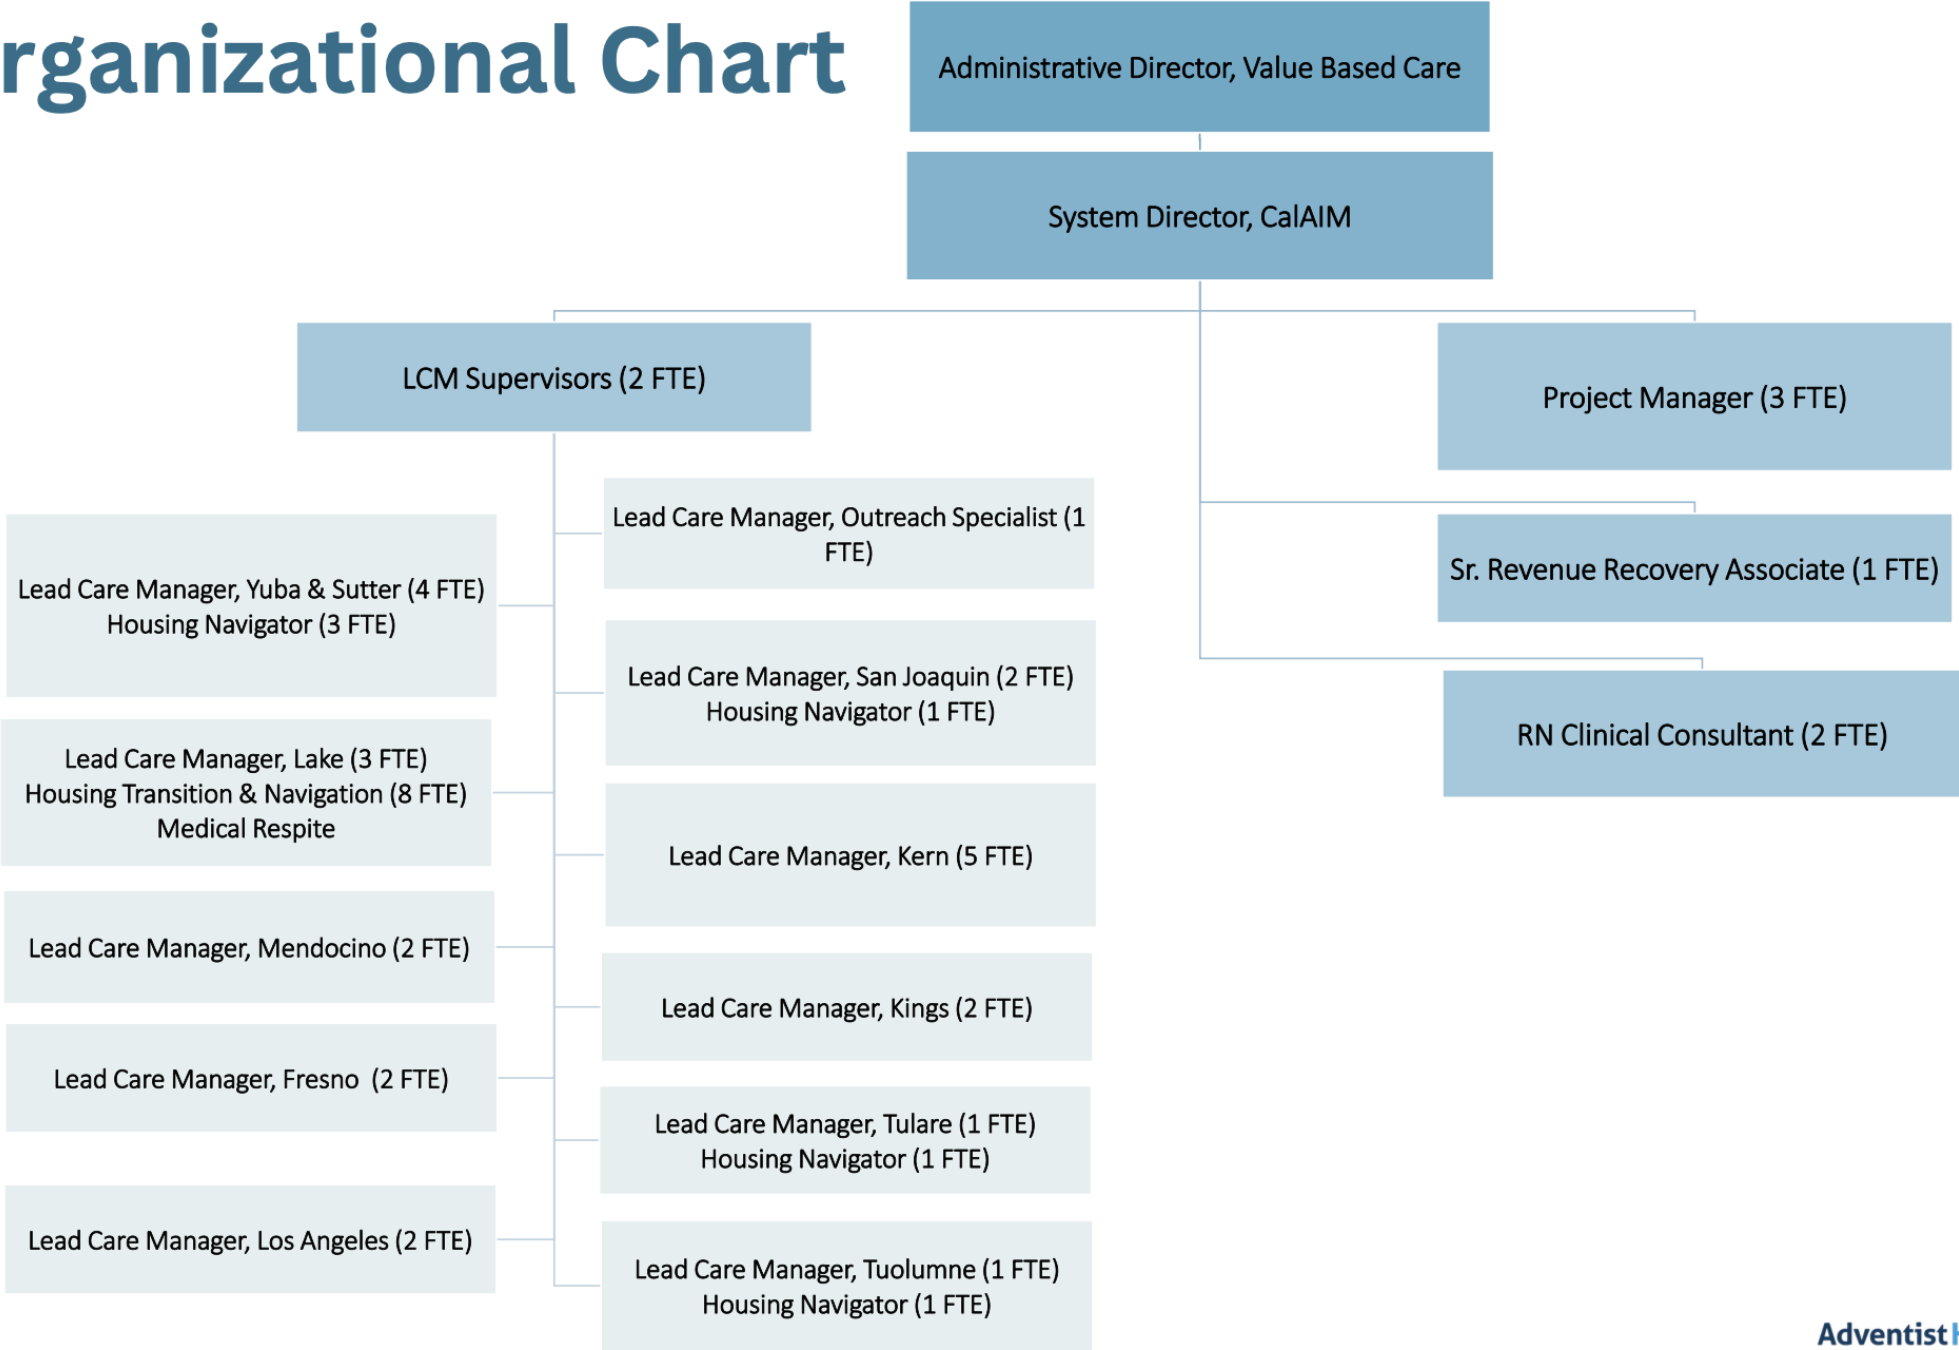 rganizational Chart
Administrative Director, Value Based Care
System Director, CalAIM
LCM Supervisors (2 FTE)
Project Manager (3 FTE)
Sr. Revenue Recovery Associate (1 FTE)
RN Clinical Consultant (2 FTE)
Lead Care Manager, Yuba & Sutter (4 FTE)
Housing Navigator (3 FTE)
Lead Care Manager, Lake (3 FTE)
Housing Transition & Navigation (8 FTE)
Medical Respite
Lead Care Manager, Mendocino (2 FTE)
Lead Care Manager, Fresno  (2 FTE)
Lead Care Manager, Los Angeles (2 FTE)
Lead Care Manager, Outreach Specialist (1
FTE)
Lead Care Manager, San Joaquin (2 FTE)
Housing Navigator (1 FTE)
Lead Care Manager, Kern (5 FTE)
Lead Care Manager, Kings (2 FTE)
Lead Care Manager, Tulare (1 FTE)
Housing Navigator (1 FTE)
Lead Care Manager, Tuolumne (1 FTE)
Housing Navigator (1 FTE)
Adventist